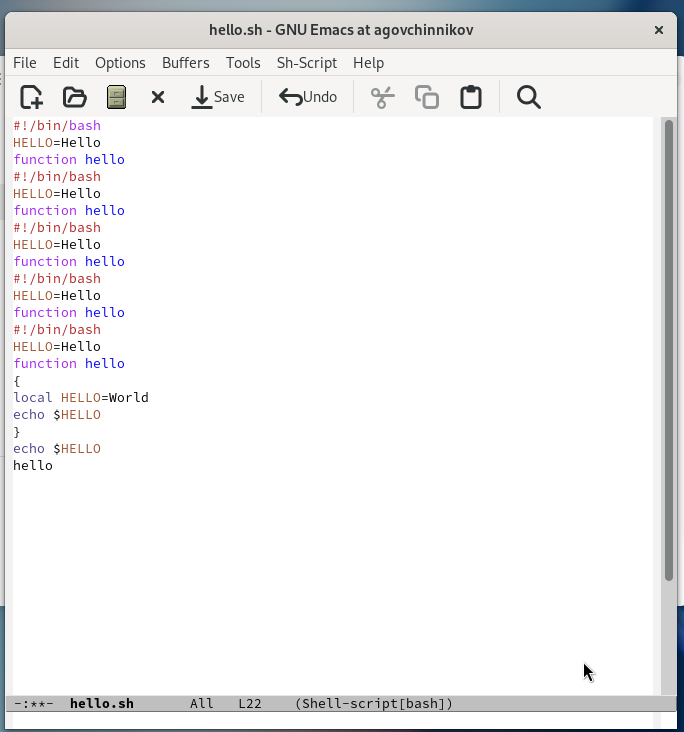 hello.sh - GNU Emacs at agovchinnikov
File Edit Options Buffers Tools Sh-Script Help
Save Undo
#!/bin/bash
HELLO=Hello
function hello
#!/bin/bash
HELLO=Hello
function hello
#!/bin/bash
HELLO=Hello
function hello
#!/bin/bash
HELLO=Hello
function hello
#!/bin/bash
HELLO=Hello
function hello
{
local HELLO=World
echo $HELLO
}
echo $HELLO
hello
-:**- hello.sh All L22 (Shell-script[bash])